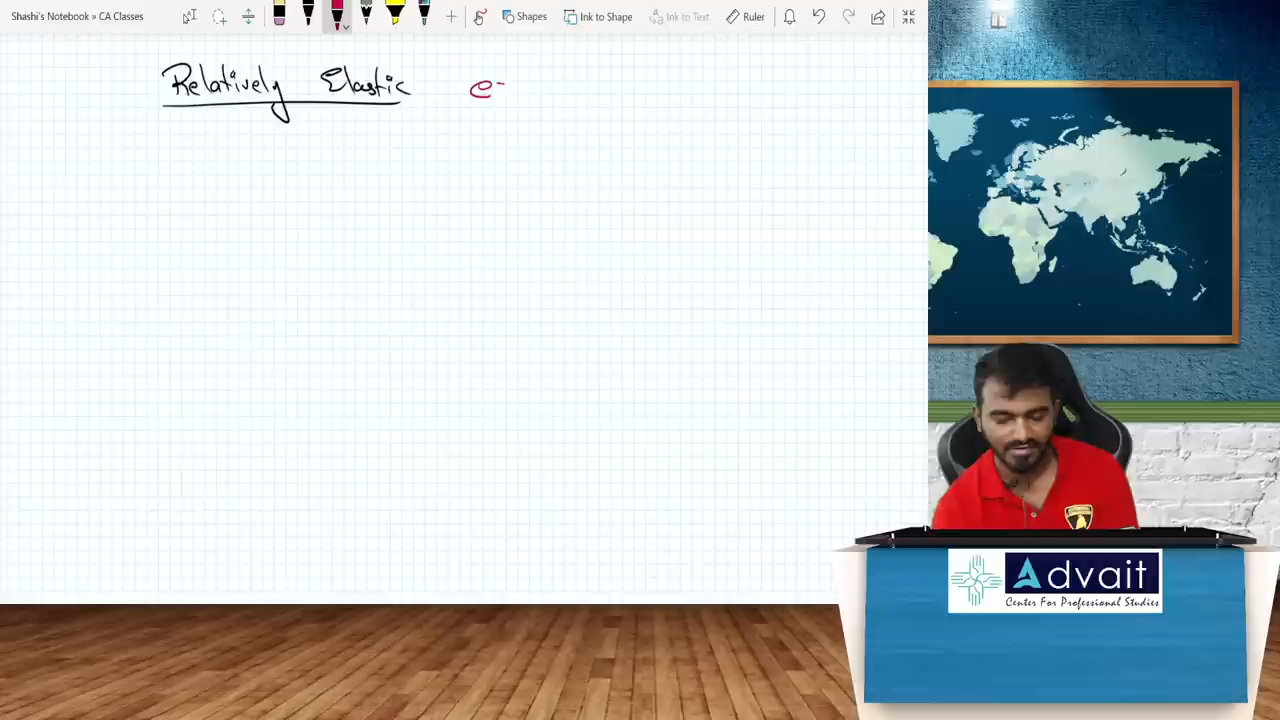 Shashi's Notebook » CA Classes
Shapes
Ink to Shape
Ink to Text
Ruler
Relatively Elastic e-
Advait
Center For Professional Studies